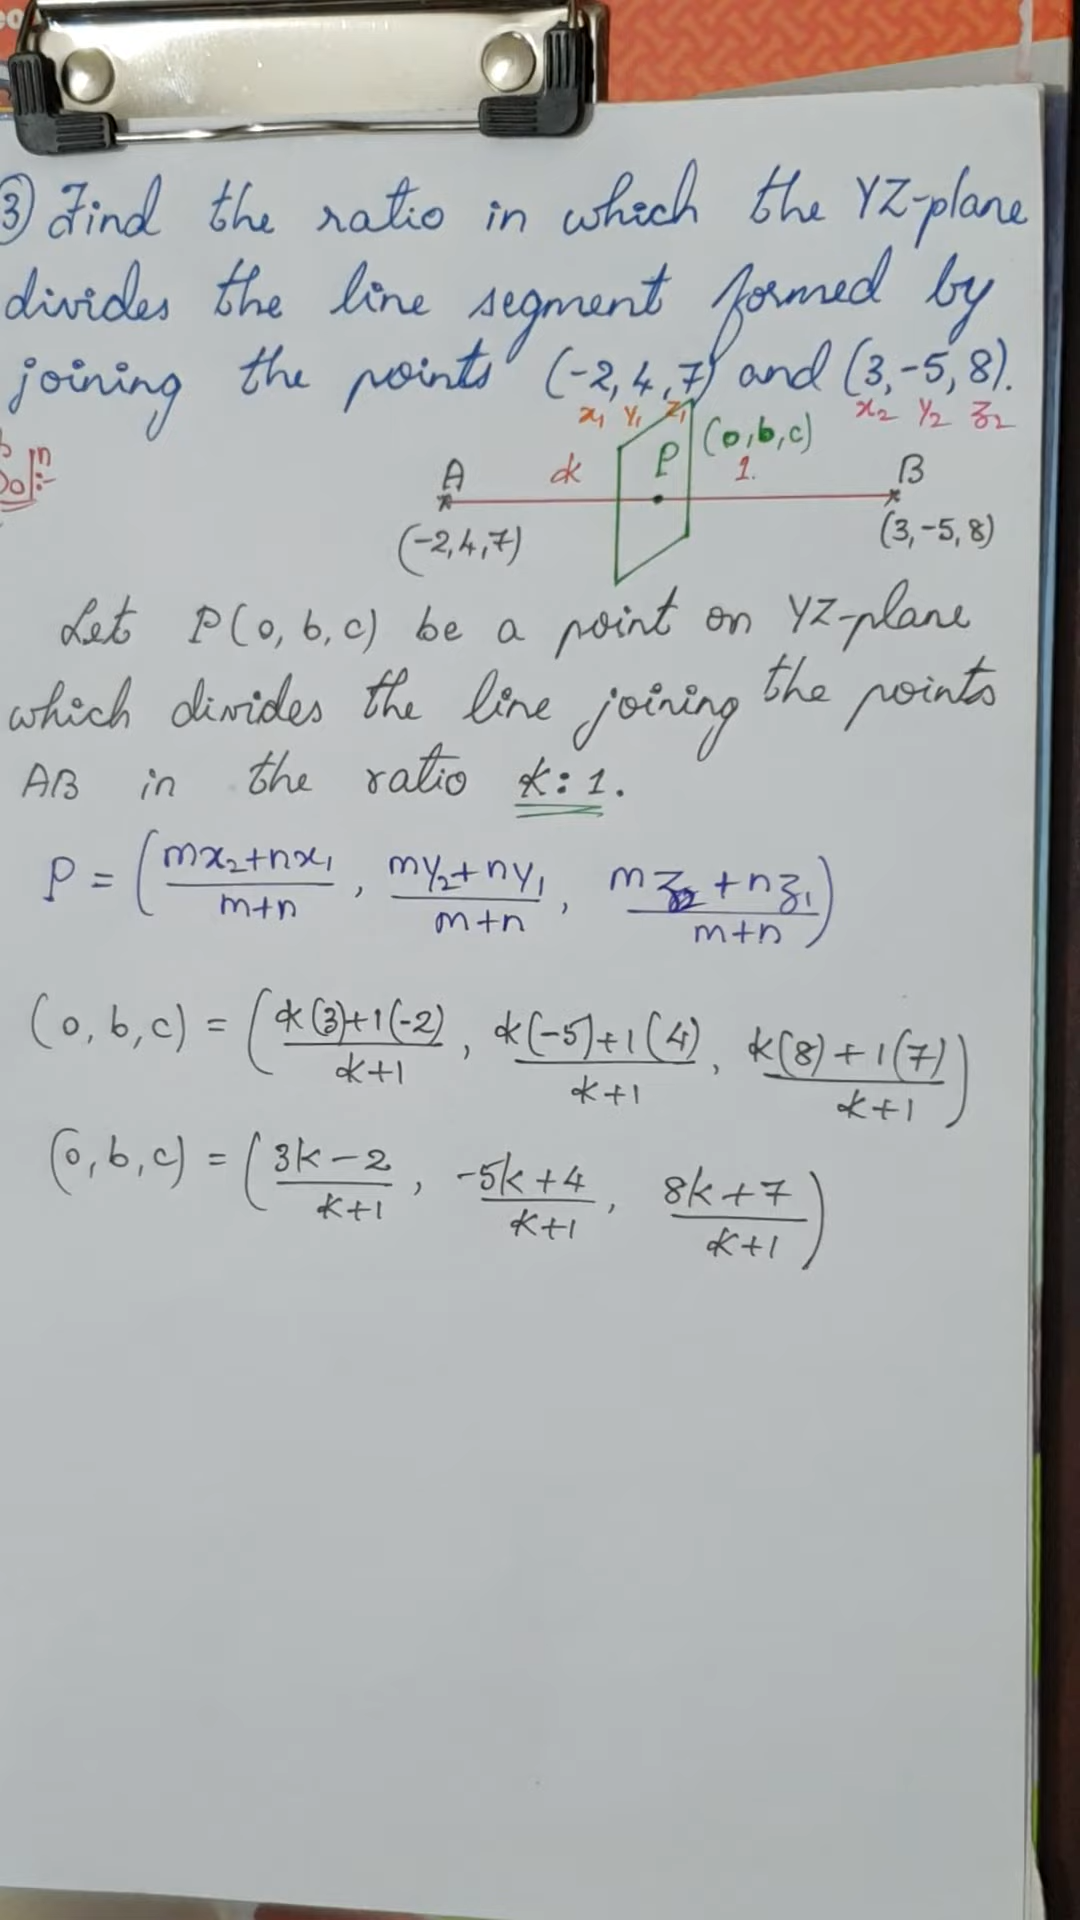 3) Find the ratio in which the YZ-plane
divides the line segment formed by
joining the points (-2, 4, 7) and (3, -5, 8).
x₁ y₁ z₁ x₂ y₂ z₂
Solⁿ:-
A k P (0, b, c) 1. B
(-2, 4, 7) (3, -5, 8)
Let P(0, b, c) be a point on YZ-plane
which divides the line joining the points
AB in the ratio k : 1.
P = ( (mx₂+nx₁)/(m+n) , (my₂+ny₁)/(m+n) , (mz₂+nz₁)/(m+n) )
(0, b, c) = ( (k(3)+1(-2))/(k+1) , (k(-5)+1(4))/(k+1) , (k(8)+1(7))/(k+1) )
(0, b, c) = ( (3k-2)/(k+1) , (-5k+4)/(k+1) , (8k+7)/(k+1) )